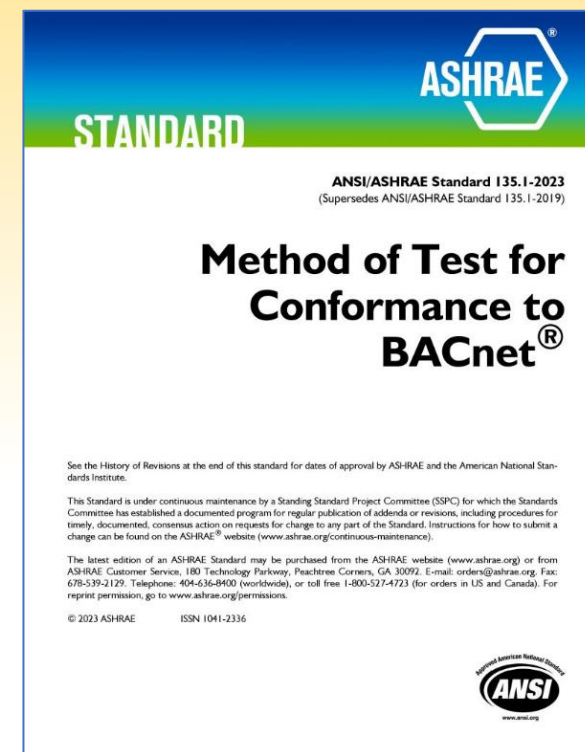 ASHRAE®
STANDARD
ANSI/ASHRAE Standard 135.1-2023
(Supersedes ANSI/ASHRAE Standard 135.1-2019)
Method of Test for
Conformance to
BACnet®
See the History of Revisions at the end of this standard for dates of approval by ASHRAE and the American National Stan-
dards Institute.
This Standard is under continuous maintenance by a Standing Standard Project Committee (SSPC) for which the Standards
Committee has established a documented program for regular publication of addenda or revisions, including procedures for
timely, documented, consensus action on requests for change to any part of the Standard. Instructions for how to submit a
change can be found on the ASHRAE® website (www.ashrae.org/continuous-maintenance).
The latest edition of an ASHRAE Standard may be purchased from the ASHRAE website (www.ashrae.org) or from
ASHRAE Customer Service, 180 Technology Parkway, Peachtree Corners, GA 30092. E-mail: orders@ashrae.org. Fax:
678-539-2129. Telephone: 404-636-8400 (worldwide), or toll free 1-800-527-4723 (for orders in US and Canada). For
reprint permission, go to www.ashrae.org/permissions.
© 2023 ASHRAE ISSN 1041-2336
Approved American National Standard
ANSI
www.ansi.org